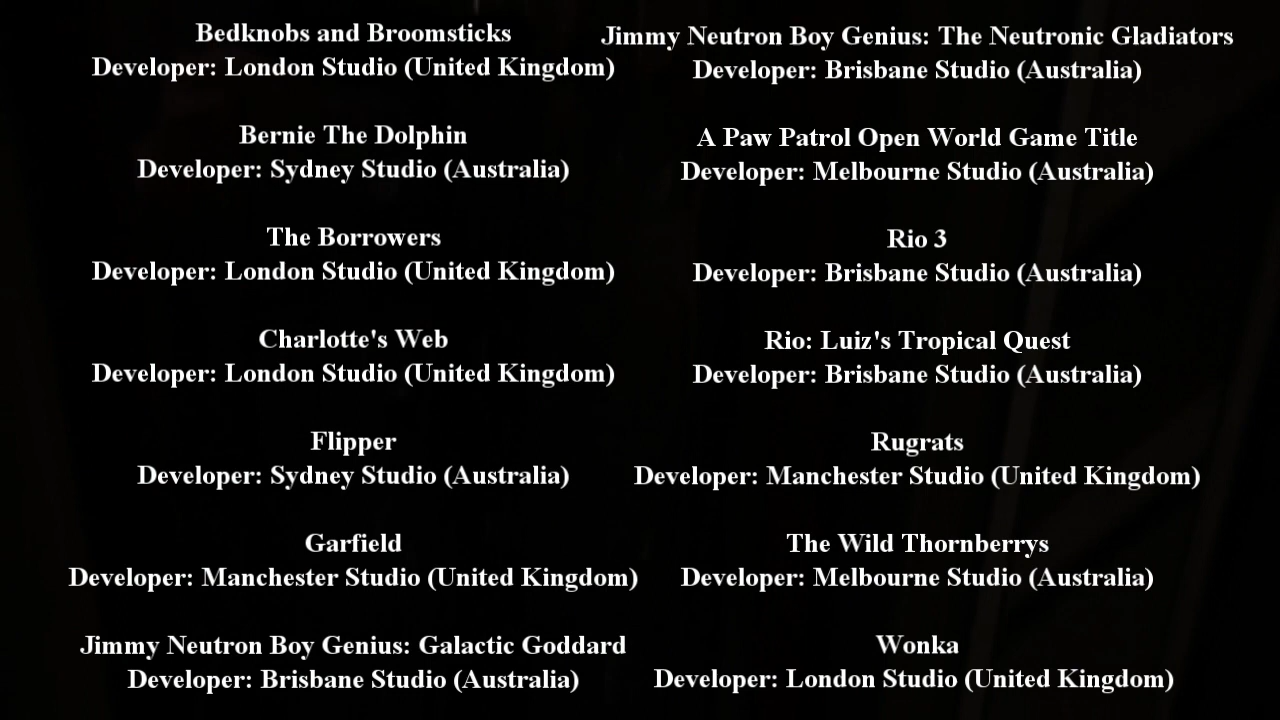 Bedknobs and Broomsticks
Developer: London Studio (United Kingdom)
Bernie The Dolphin
Developer: Sydney Studio (Australia)
The Borrowers
Developer: London Studio (United Kingdom)
Charlotte's Web
Developer: London Studio (United Kingdom)
Flipper
Developer: Sydney Studio (Australia)
Garfield
Developer: Manchester Studio (United Kingdom)
Jimmy Neutron Boy Genius: Galactic Goddard
Developer: Brisbane Studio (Australia)
Jimmy Neutron Boy Genius: The Neutronic Gladiators
Developer: Brisbane Studio (Australia)
A Paw Patrol Open World Game Title
Developer: Melbourne Studio (Australia)
Rio 3
Developer: Brisbane Studio (Australia)
Rio: Luiz's Tropical Quest
Developer: Brisbane Studio (Australia)
Rugrats
Developer: Manchester Studio (United Kingdom)
The Wild Thornberrys
Developer: Melbourne Studio (Australia)
Wonka
Developer: London Studio (United Kingdom)